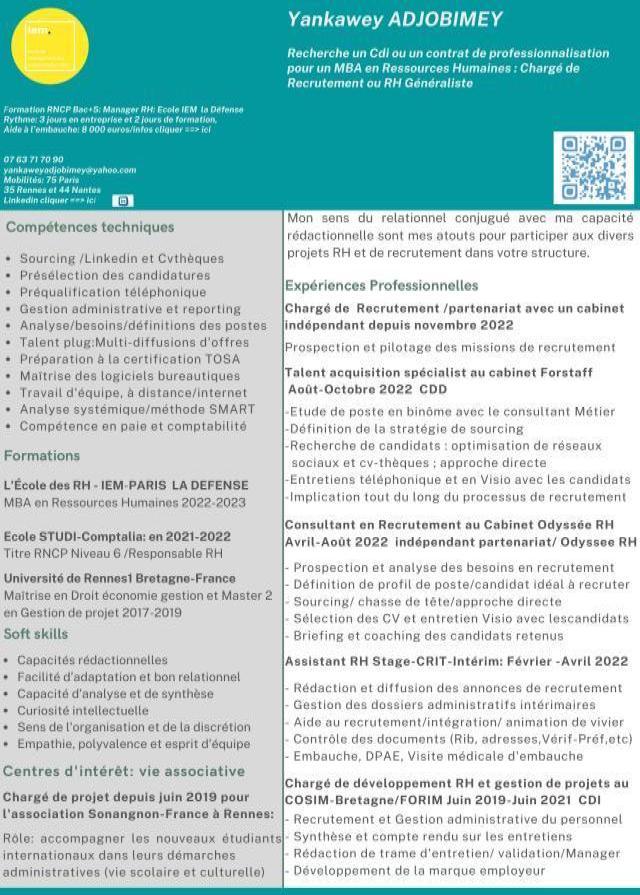 iem.
Yankawey ADJOBIMEY
Recherche un Cdi ou un contrat de professionnalisation
pour un MBA en Ressources Humaines : Chargé de
Recrutement ou RH Généraliste
Formation RNCP Bac+5: Manager RH: Ecole IEM la Défense
Rythme: 3 jours en entreprise et 2 jours de formation,
Aide à l'embauche: 8 000 euros/infos cliquer ==> ici
07 63 71 70 90
yankaweyadjobimey@yahoo.com
Mobilités: 75 Paris
35 Rennes et 44 Nantes
Linkedin cliquer ==> ici
Compétences techniques
• Sourcing /Linkedin et Cvthèques
• Présélection des candidatures
• Préqualification téléphonique
• Gestion administrative et reporting
• Analyse/besoins/définitions des postes
• Talent plug:Multi-diffusions d'offres
• Préparation à la certification TOSA
• Maîtrise des logiciels bureautiques
• Travail d'équipe, à distance/internet
• Analyse systémique/méthode SMART
• Compétence en paie et comptabilité
Formations
L'École des RH - IEM-PARIS LA DEFENSE
MBA en Ressources Humaines 2022-2023
Ecole STUDI-Comptalia: en 2021-2022
Titre RNCP Niveau 6 /Responsable RH
Université de Rennes1 Bretagne-France
Maîtrise en Droit économie gestion et Master 2
en Gestion de projet 2017-2019
Soft skills
• Capacités rédactionnelles
• Facilité d'adaptation et bon relationnel
• Capacité d'analyse et de synthèse
• Curiosité intellectuelle
• Sens de l'organisation et de la discrétion
• Empathie, polyvalence et esprit d'équipe
Centres d'intérêt: vie associative
Chargé de projet depuis juin 2019 pour
l'association Sonangnon-France à Rennes:
Rôle: accompagner les nouveaux étudiants
internationaux dans leurs démarches
administratives (vie scolaire et culturelle)
Mon sens du relationnel conjugué avec ma capacité
rédactionnelle sont mes atouts pour participer aux divers
projets RH et de recrutement dans votre structure.
Expériences Professionnelles
Chargé de Recrutement /partenariat avec un cabinet
indépendant depuis novembre 2022
Prospection et pilotage des missions de recrutement
Talent acquisition spécialist au cabinet Forstaff
Août-Octobre 2022 CDD
-Etude de poste en binôme avec le consultant Métier
-Définition de la stratégie de sourcing
-Recherche de candidats : optimisation de réseaux
sociaux et cv-thèques ; approche directe
-Entretiens téléphonique et en Visio avec les candidats
-Implication tout du long du processus de recrutement
Consultant en Recrutement au Cabinet Odyssée RH
Avril-Août 2022 indépendant partenariat/ Odyssee RH
- Prospection et analyse des besoins en recrutement
- Définition de profil de poste/candidat idéal à recruter
- Sourcing/ chasse de tête/approche directe
- Sélection des CV et entretien Visio avec lescandidats
- Briefing et coaching des candidats retenus
Assistant RH Stage-CRIT-Intérim: Février -Avril 2022
- Rédaction et diffusion des annonces de recrutement
- Gestion des dossiers administratifs intérimaires
- Aide au recrutement/intégration/ animation de vivier
- Contrôle des documents (Rib, adresses,Vérif-Préf,etc)
- Embauche, DPAE, Visite médicale d'embauche
Chargé de développement RH et gestion de projets au
COSIM-Bretagne/FORIM Juin 2019-Juin 2021 CDI
- Recrutement et Gestion administrative du personnel
- Synthèse et compte rendu sur les entretiens
- Rédaction de trame d'entretien/ validation/Manager
- Développement de la marque employeur